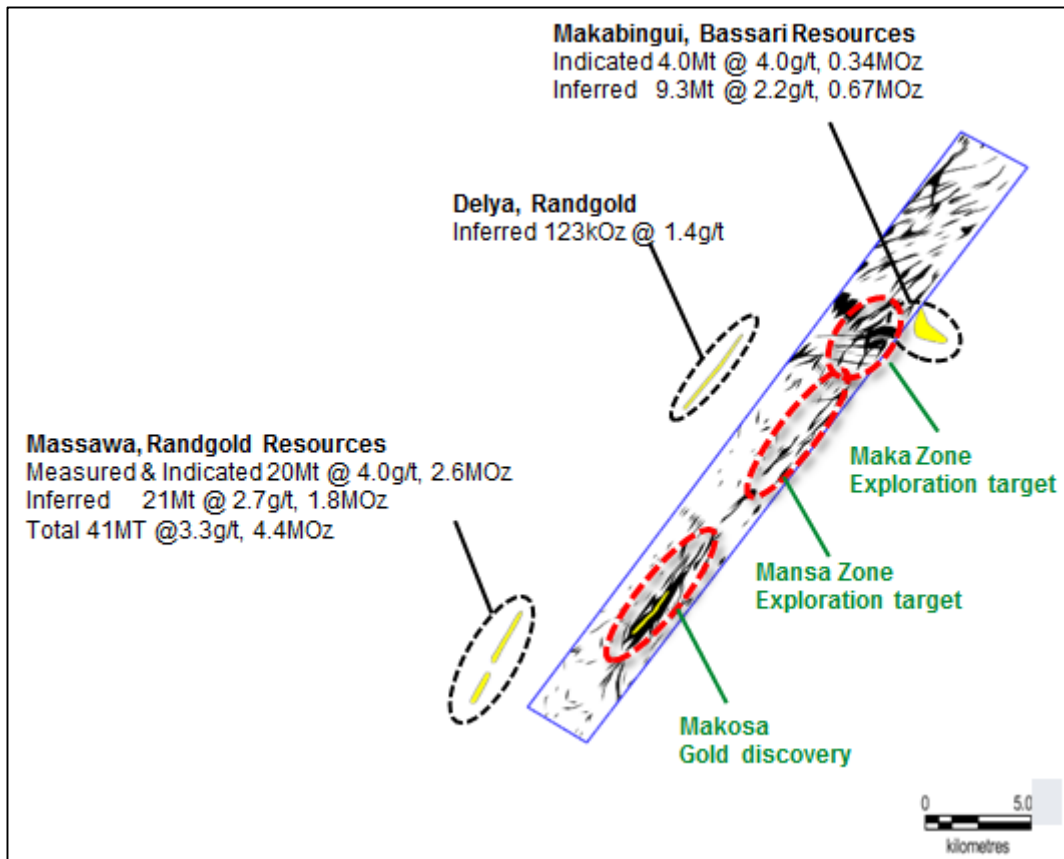 Makabingui, Bassari Resources
Indicated 4.0Mt @ 4.0g/t, 0.34MOz
Inferred 9.3Mt @ 2.2g/t, 0.67MOz
Delya, Randgold
Inferred 123kOz @ 1.4g/t
Massawa, Randgold Resources
Measured & Indicated 20Mt @ 4.0g/t, 2.6MOz
Inferred 21Mt @ 2.7g/t, 1.8MOz
Total 41MT @3.3g/t, 4.4MOz
Maka Zone
Exploration target
Mansa Zone
Exploration target
Makosa
Gold discovery
0 5.0
kilometres